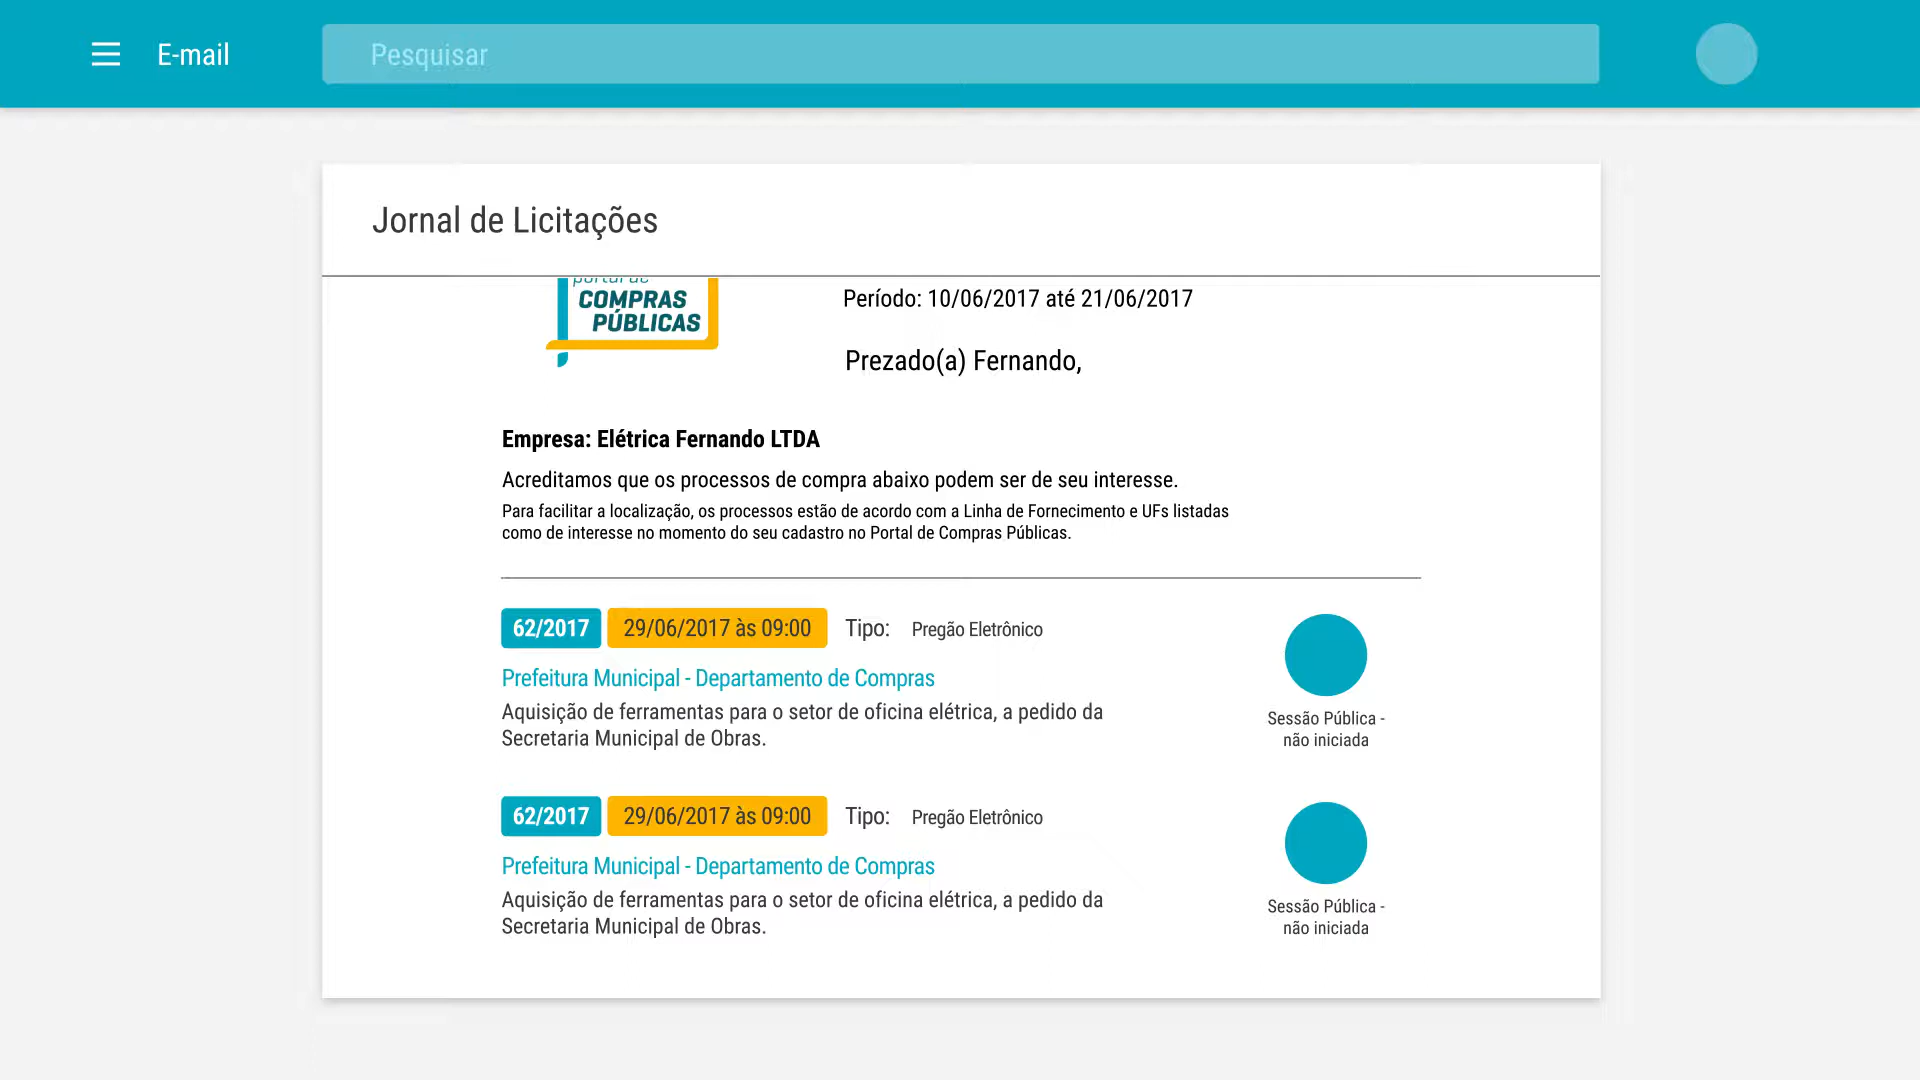 E-mail
Pesquisar
Jornal de Licitações
portal de
COMPRAS
PÚBLICAS
Período: 10/06/2017 até 21/06/2017
Prezado(a) Fernando,
Empresa: Elétrica Fernando LTDA
Acreditamos que os processos de compra abaixo podem ser de seu interesse.
Para facilitar a localização, os processos estão de acordo com a Linha de Fornecimento e UFs listadas
como de interesse no momento do seu cadastro no Portal de Compras Públicas.
62/2017 29/06/2017 às 09:00 Tipo: Pregão Eletrônico
Prefeitura Municipal - Departamento de Compras
Aquisição de ferramentas para o setor de oficina elétrica, a pedido da
Secretaria Municipal de Obras.
Sessão Pública -
não iniciada
62/2017 29/06/2017 às 09:00 Tipo: Pregão Eletrônico
Prefeitura Municipal - Departamento de Compras
Aquisição de ferramentas para o setor de oficina elétrica, a pedido da
Secretaria Municipal de Obras.
Sessão Pública -
não iniciada